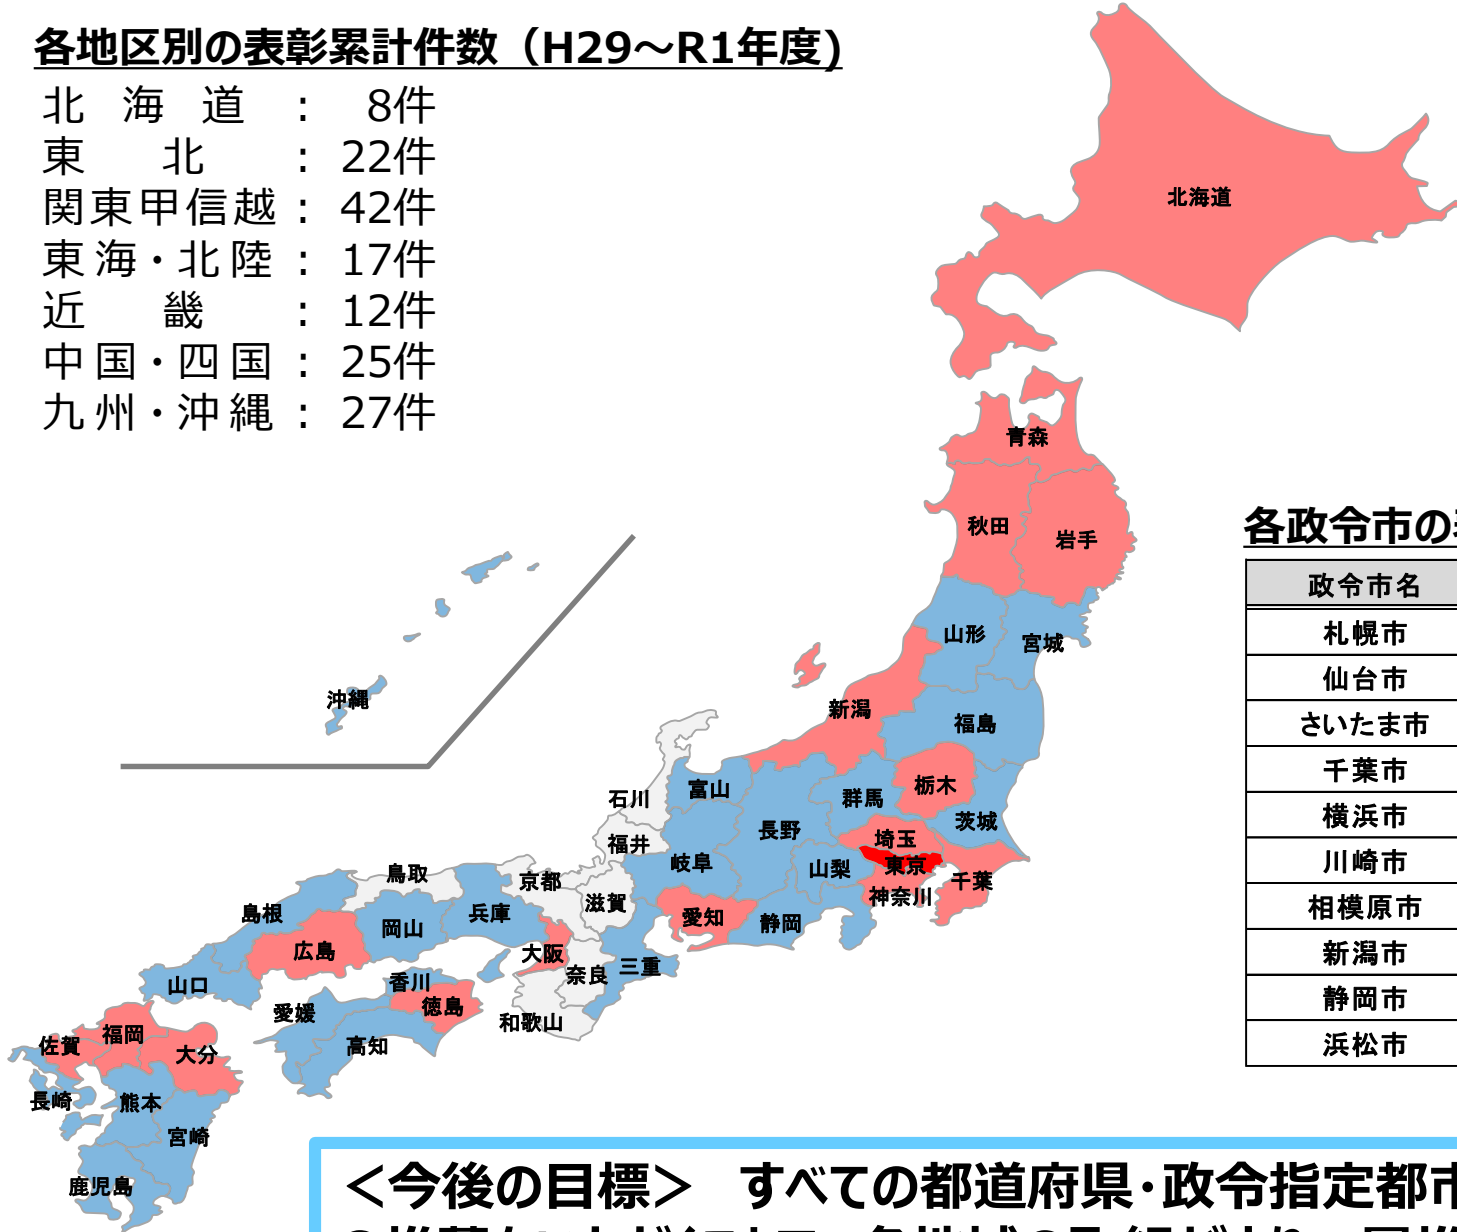 各地区別の表彰累計件数（H29～R1年度)
北海道：8件
東北：22件
関東甲信越：42件
東海・北陸：17件
近畿：12件
中国・四国：25件
九州・沖縄：27件
北海道
青森
秋田
岩手
山形
宮城
新潟
福島
沖縄
栃木
富山
群馬
石川
茨城
長野
埼玉
福井
岐阜
山梨
東京
千葉
鳥取
京都
神奈川
滋賀
兵庫
島根
愛知
静岡
岡山
広島
大阪
三重
奈良
山口
香川
徳島
愛媛
和歌山
福岡
高知
佐賀
大分
長崎
熊本
宮崎
鹿児島
各政令市の
政令市名
札幌市
仙台市
さいたま市
千葉市
横浜市
川崎市
相模原市
新潟市
静岡市
浜松市
＜今後の目標＞　すべての都道府県・政令指定都市